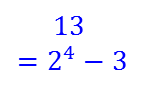 13
= 2⁴ − 3